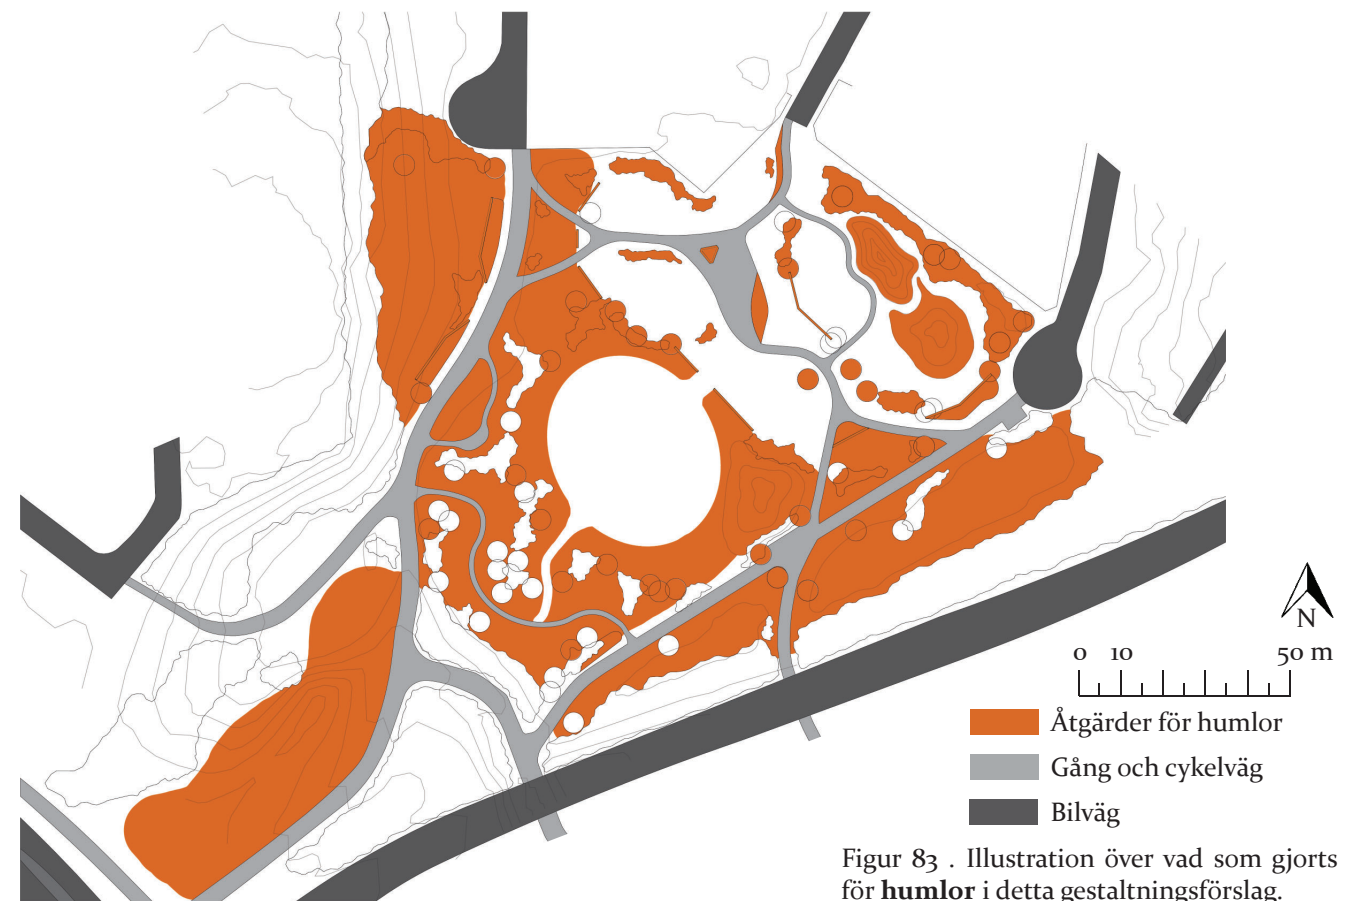 N
0 10 50 m
Åtgärder för humlor
Gång och cykelväg
Bilväg
Figur 83 . Illustration över vad som gjorts
för humlor i detta gestaltningsförslag.